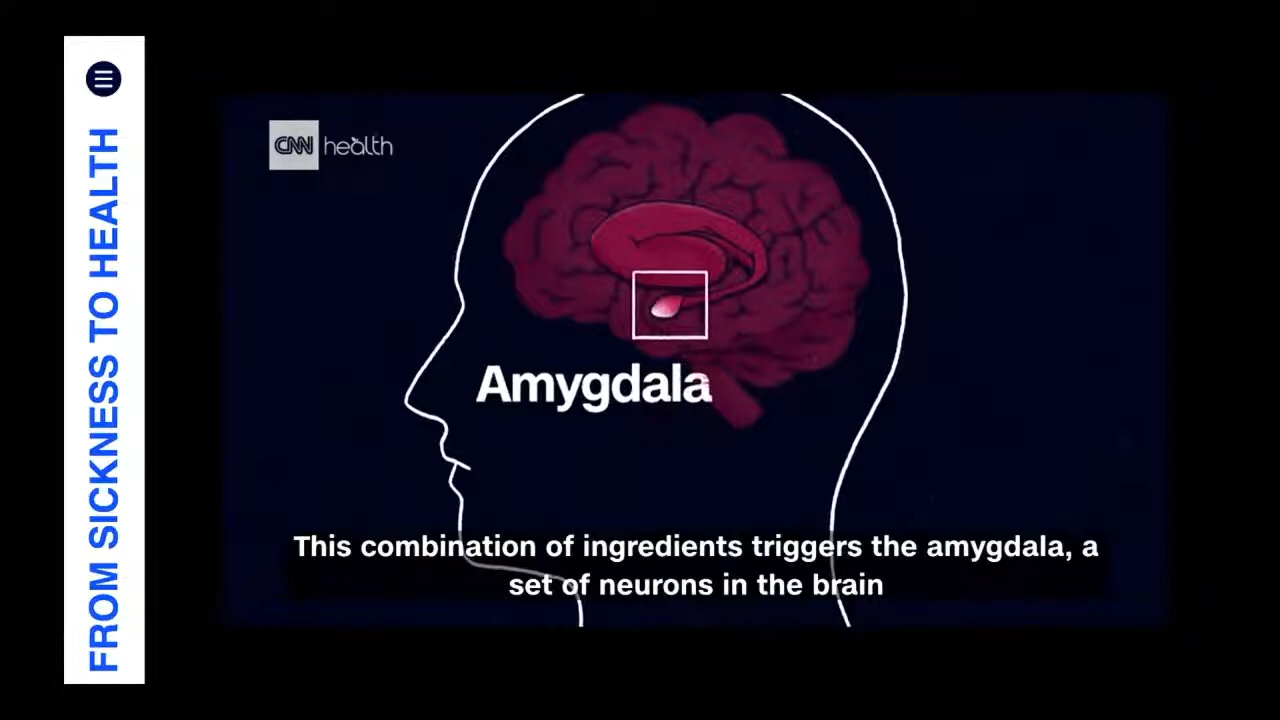 FROM SICKNESS TO HEALTH
CNN health
Amygdala
This combination of ingredients triggers the amygdala, a
set of neurons in the brain